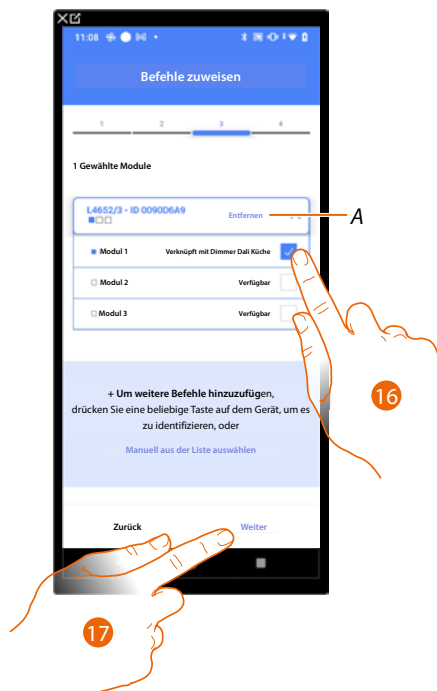 11:08
Befehle zuweisen
1 2 3 4
1 Gewählte Module
L4652/3 - ID 0090D6A9
Entfernen
A
Modul 1 Verknüpft mit Dimmer Dali Küche
Modul 2 Verfügbar
Modul 3 Verfügbar
16
+ Um weitere Befehle hinzuzufügen,
drücken Sie eine beliebige Taste auf dem Gerät, um es
zu identifizieren, oder
Manuell aus der Liste auswählen
Zurück Weiter
17